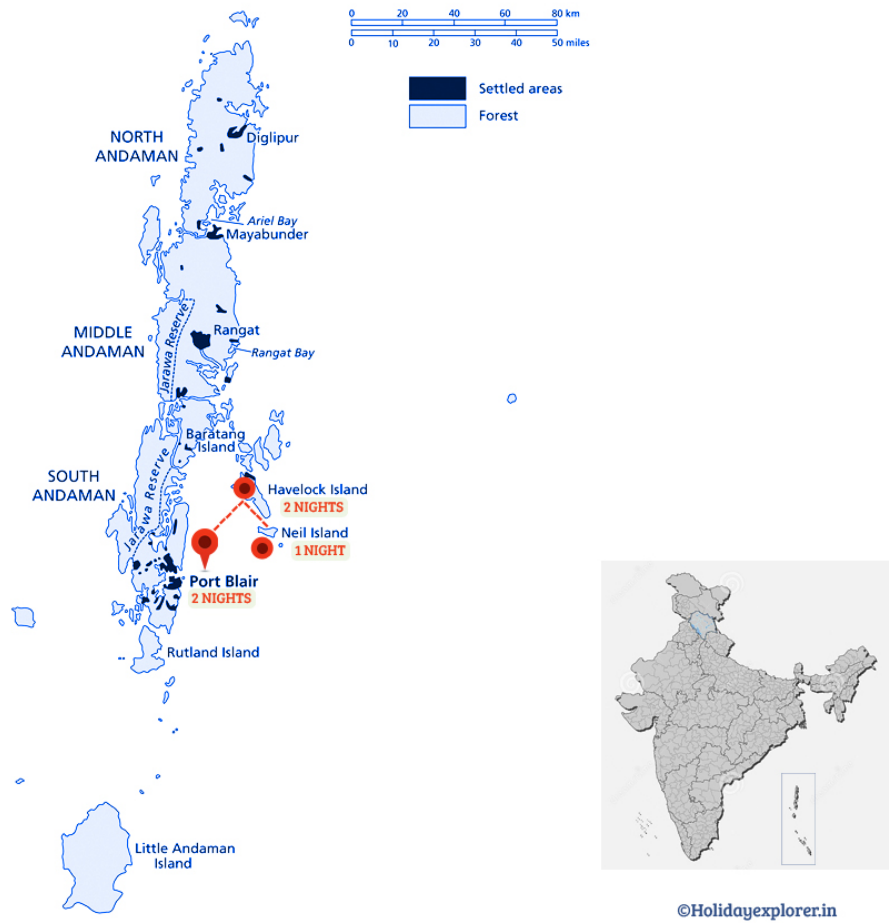 0 20 40 60 80 km
0 10 20 30 40 50 miles
Settled areas
Forest
NORTH
ANDAMAN
Diglipur
Ariel Bay
Mayabunder
MIDDLE
ANDAMAN
Jarawa Reserve
Rangat
Rangat Bay
Baratang
Island
SOUTH
ANDAMAN
Jarawa Reserve
Havelock Island
2 NIGHTS
Neil Island
1 NIGHT
Port Blair
2 NIGHTS
Rutland Island
Little Andaman
Island
©Holidayexplorer.in